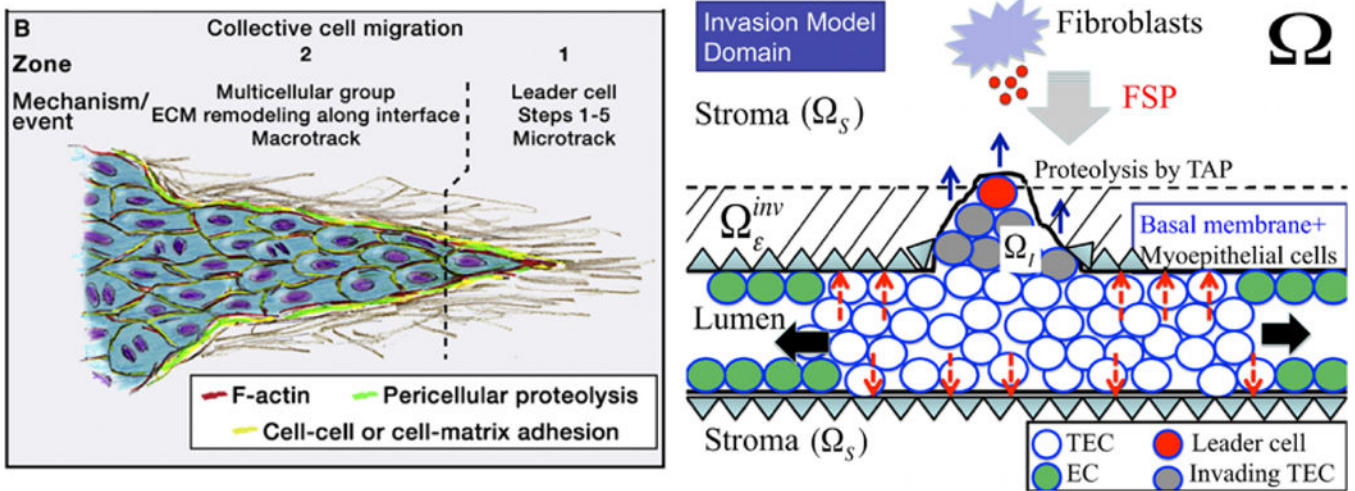 B
Collective cell migration
Zone
2
1
Mechanism/
event
Multicellular group
ECM remodeling along interface
Macrotrack
Leader cell
Steps 1-5
Microtrack
F-actin
Pericellular proteolysis
Cell-cell or cell-matrix adhesion
Invasion Model
Domain
Fibroblasts
Ω
FSP
Stroma (Ω_S)
Proteolysis by TAP
Ω_ε^inv
Ω_I
Basal membrane+
Myoepithelial cells
Lumen
Stroma (Ω_S)
TEC
Leader cell
EC
Invading TEC